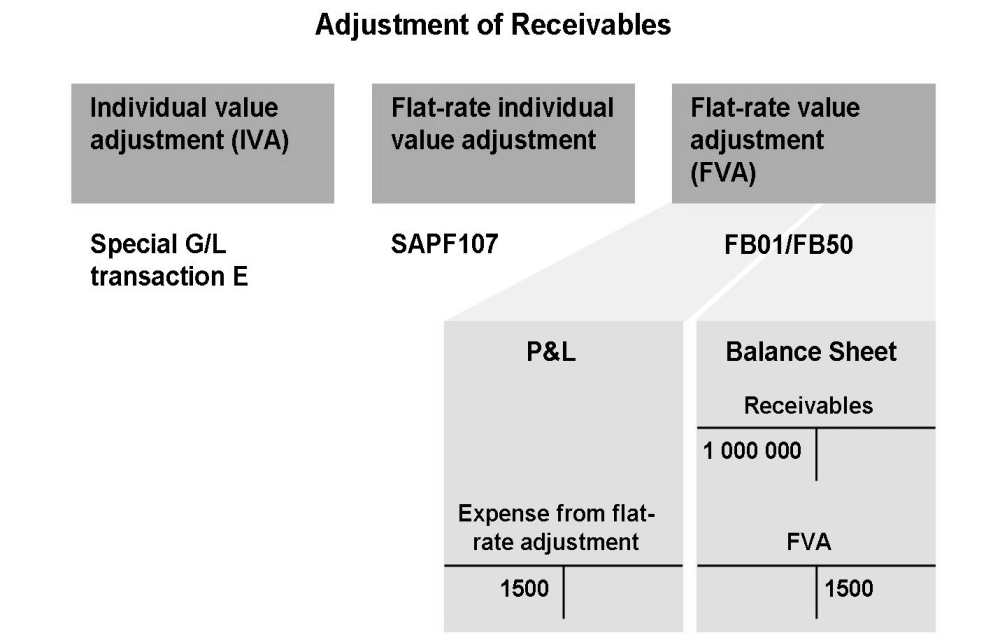 Adjustment of Receivables
Individual value
adjustment (IVA)
Flat-rate individual
value adjustment
Flat-rate value
adjustment
(FVA)
Special G/L
transaction E
SAPF107
FB01/FB50
P&L
Expense from flat-
rate adjustment
1500
Balance Sheet
Receivables
1 000 000
FVA
1500